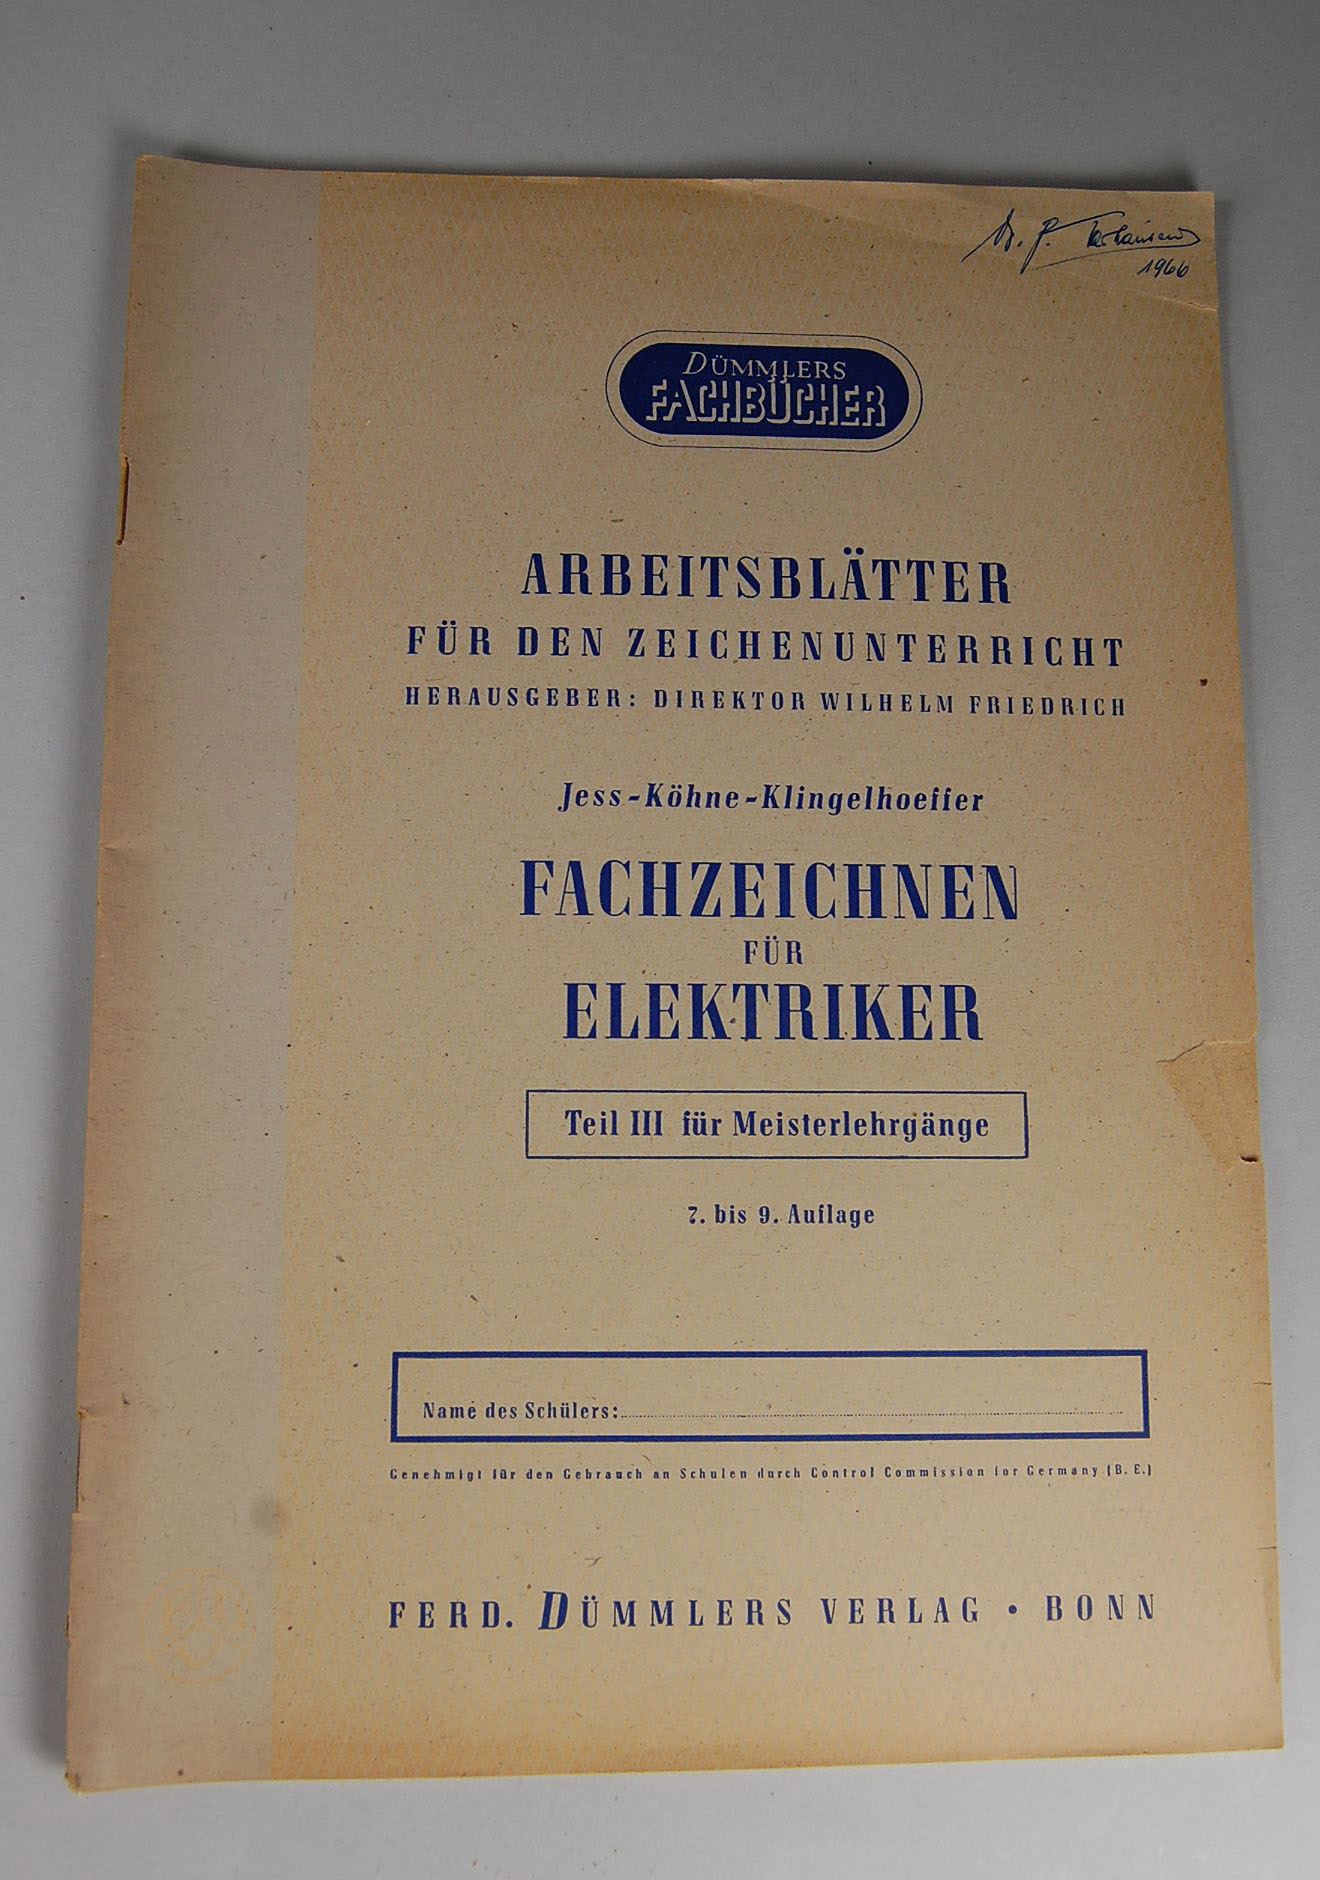 1966
DÜMMLERS
FACHBÜCHER
ARBEITSBLÄTTER
FÜR DEN ZEICHENUNTERRICHT
HERAUSGEBER: DIREKTOR WILHELM FRIEDRICH
Jess-Köhne-Klingelhoeffer
FACHZEICHNEN
FÜR
ELEKTRIKER
Teil III für Meisterlehrgänge
7. bis 9. Auflage
Name des Schülers:
Genehmigt für den Gebrauch an Schulen durch Control Commission for Germany (B. E.)
FERD. DÜMMLERS VERLAG • BONN